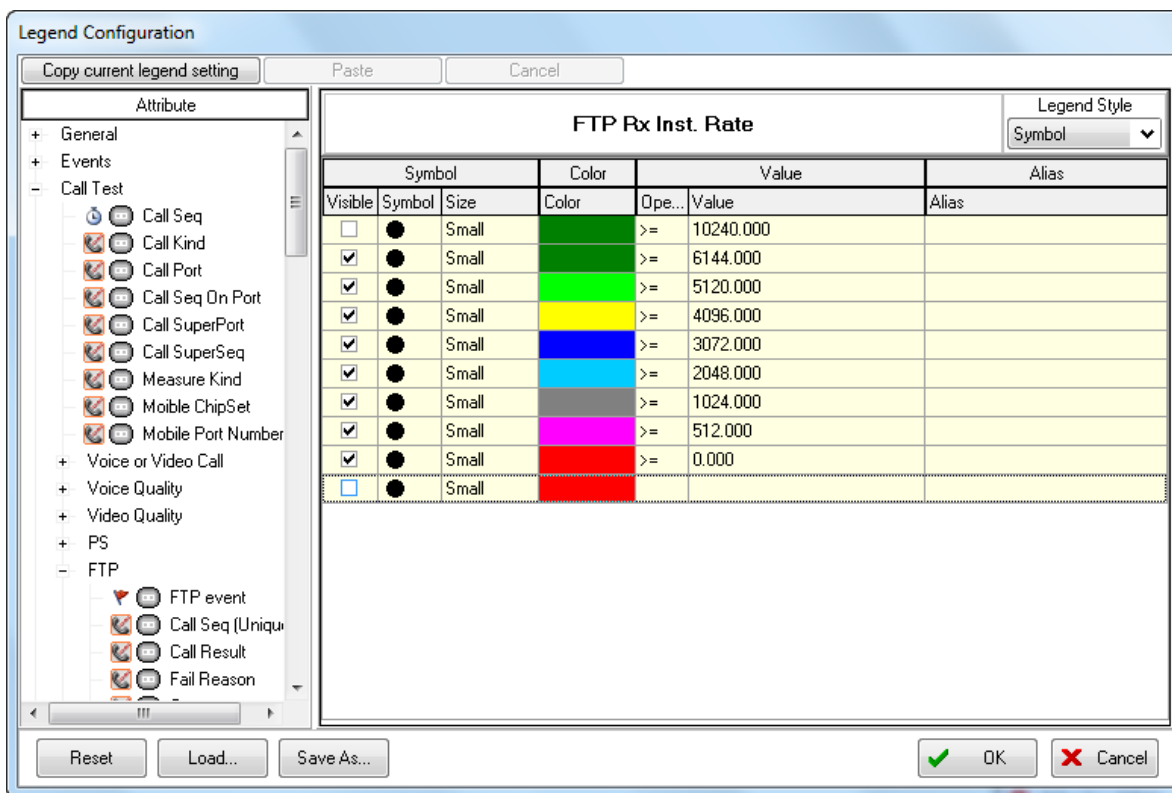 Legend Configuration
Copy current legend setting Paste Cancel
Attribute
+ General
+ Events
- Call Test
Call Seq
Call Kind
Call Port
Call Seq On Port
Call SuperPort
Call SuperSeq
Measure Kind
Moible ChipSet
Mobile Port Number
+ Voice or Video Call
+ Voice Quality
+ Video Quality
+ PS
- FTP
FTP event
Call Seq (Uniqu
Call Result
Fail Reason
FTP Rx Inst. Rate
Legend Style
Symbol
Symbol Color Value Alias
Visible Symbol Size Color Ope... Value Alias
Small >= 10240.000
Small >= 6144.000
Small >= 5120.000
Small >= 4096.000
Small >= 3072.000
Small >= 2048.000
Small >= 1024.000
Small >= 512.000
Small >= 0.000
Small
Reset Load... Save As... OK Cancel